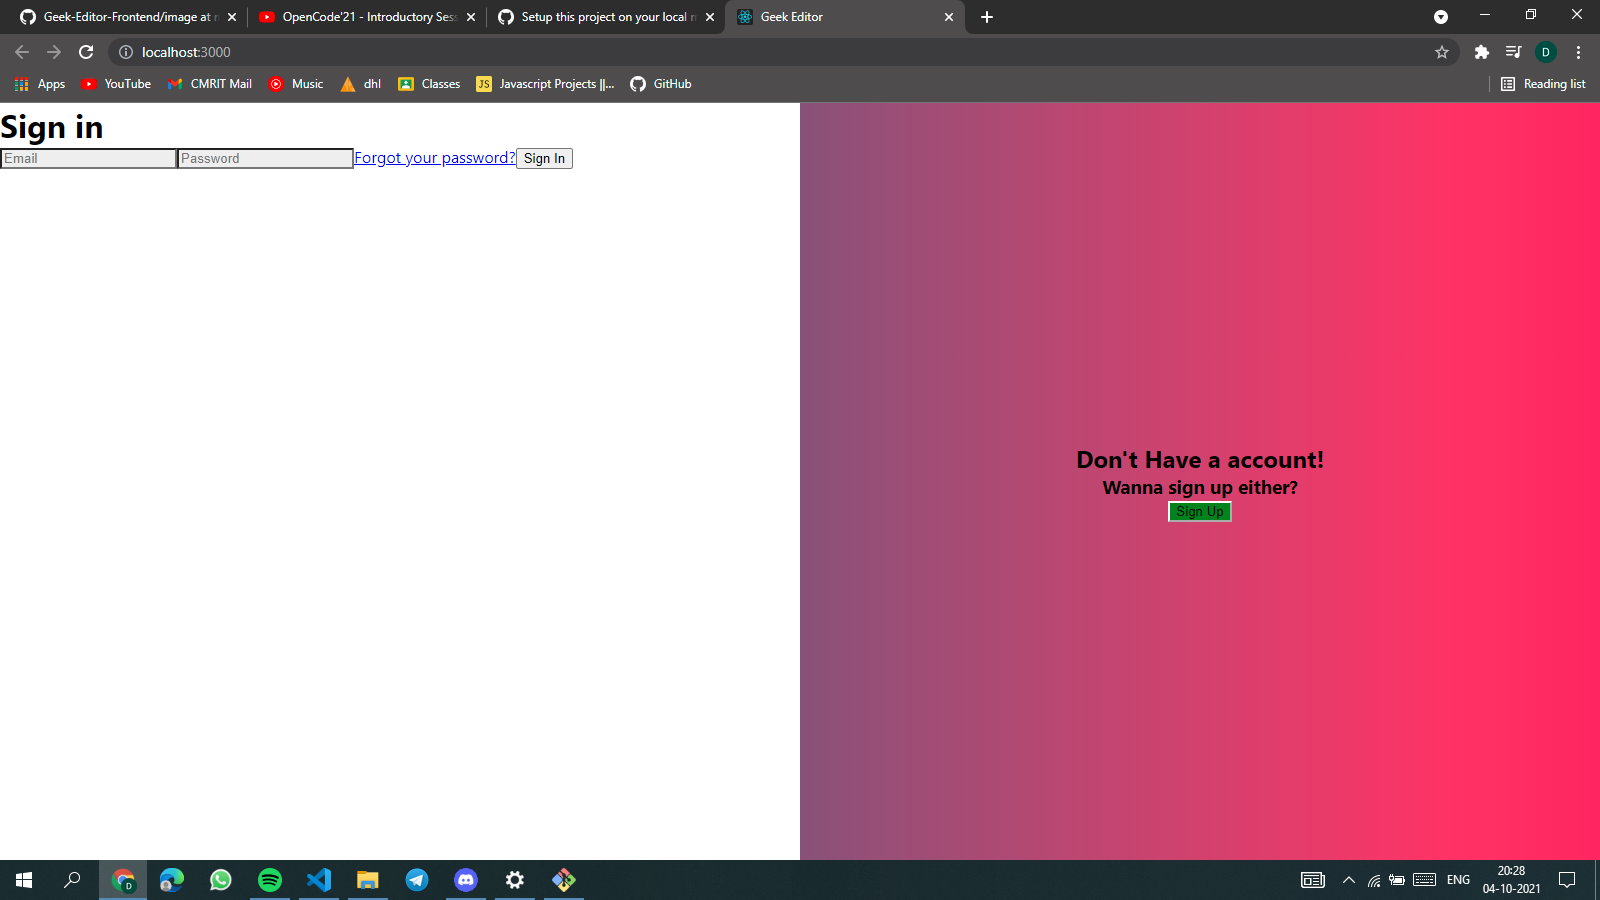 Geek-Editor-Frontend/image at
OpenCode'21 - Introductory Sess
Setup this project on your local
Geek Editor
localhost:3000
D
Apps
YouTube
CMRIT Mail
Music
dhl
Classes
JS
Javascript Projects ||...
GitHub
Reading list
Sign in
Email
Password
Forgot your password?
Sign In
Don't Have a account!
Wanna sign up either?
Sign Up
D
ENG
20:28
04-10-2021